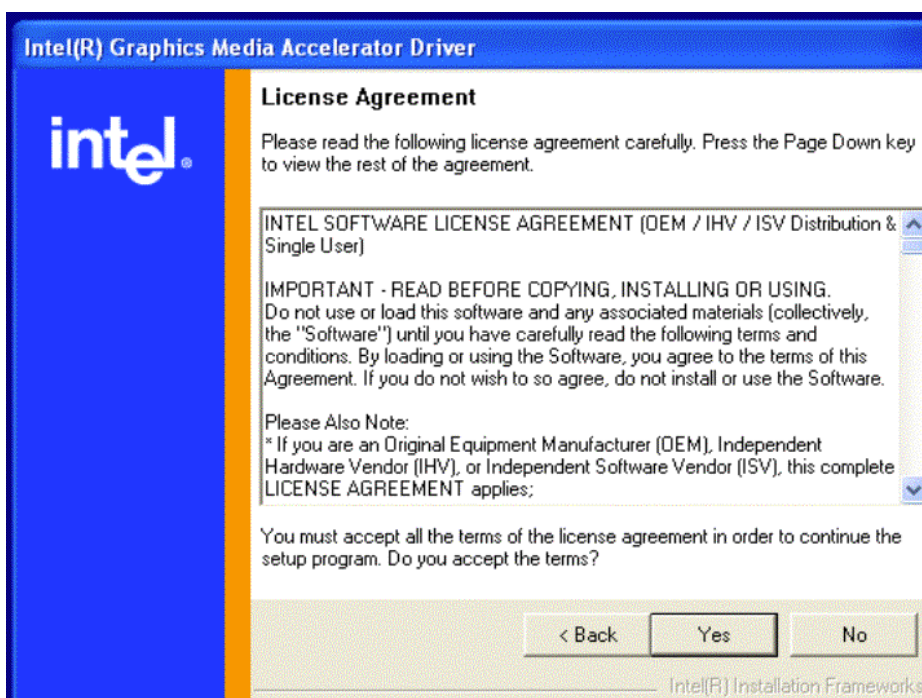 Intel(R) Graphics Media Accelerator Driver
intel®
License Agreement
Please read the following license agreement carefully. Press the Page Down key
to view the rest of the agreement.
INTEL SOFTWARE LICENSE AGREEMENT (OEM / IHV / ISV Distribution &
Single User)
IMPORTANT - READ BEFORE COPYING, INSTALLING OR USING.
Do not use or load this software and any associated materials (collectively,
the "Software") until you have carefully read the following terms and
conditions. By loading or using the Software, you agree to the terms of this
Agreement. If you do not wish to so agree, do not install or use the Software.
Please Also Note:
* If you are an Original Equipment Manufacturer (OEM), Independent
Hardware Vendor (IHV), or Independent Software Vendor (ISV), this complete
LICENSE AGREEMENT applies;
You must accept all the terms of the license agreement in order to continue the
setup program. Do you accept the terms?
< Back Yes No
Intel(R) Installation Framework